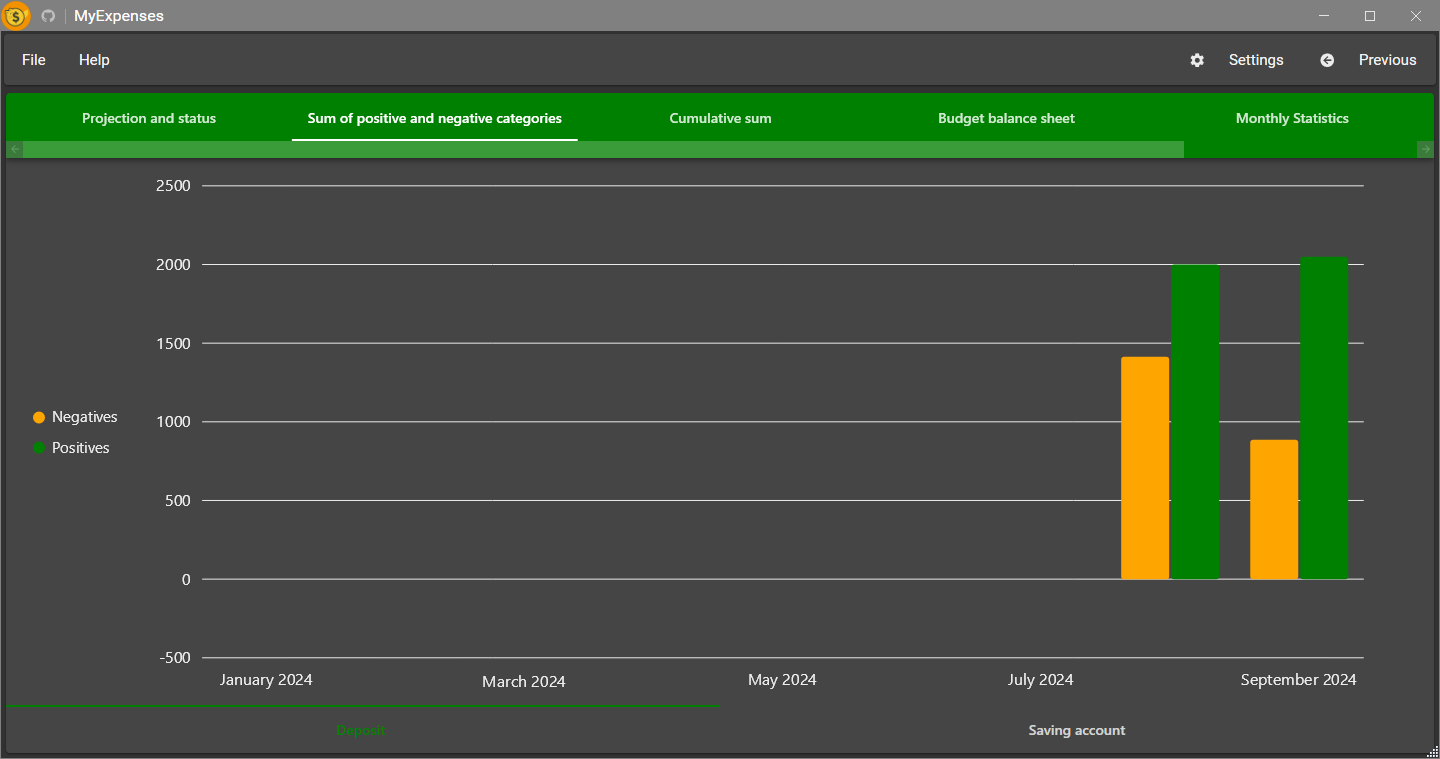 MyExpenses
File Help Settings Previous
Projection and status Sum of positive and negative categories Cumulative sum Budget balance sheet Monthly Statistics
2500
2000
1500
Negatives
1000
Positives
500
0
-500
January 2024 March 2024 May 2024 July 2024 September 2024
Deposit Saving account